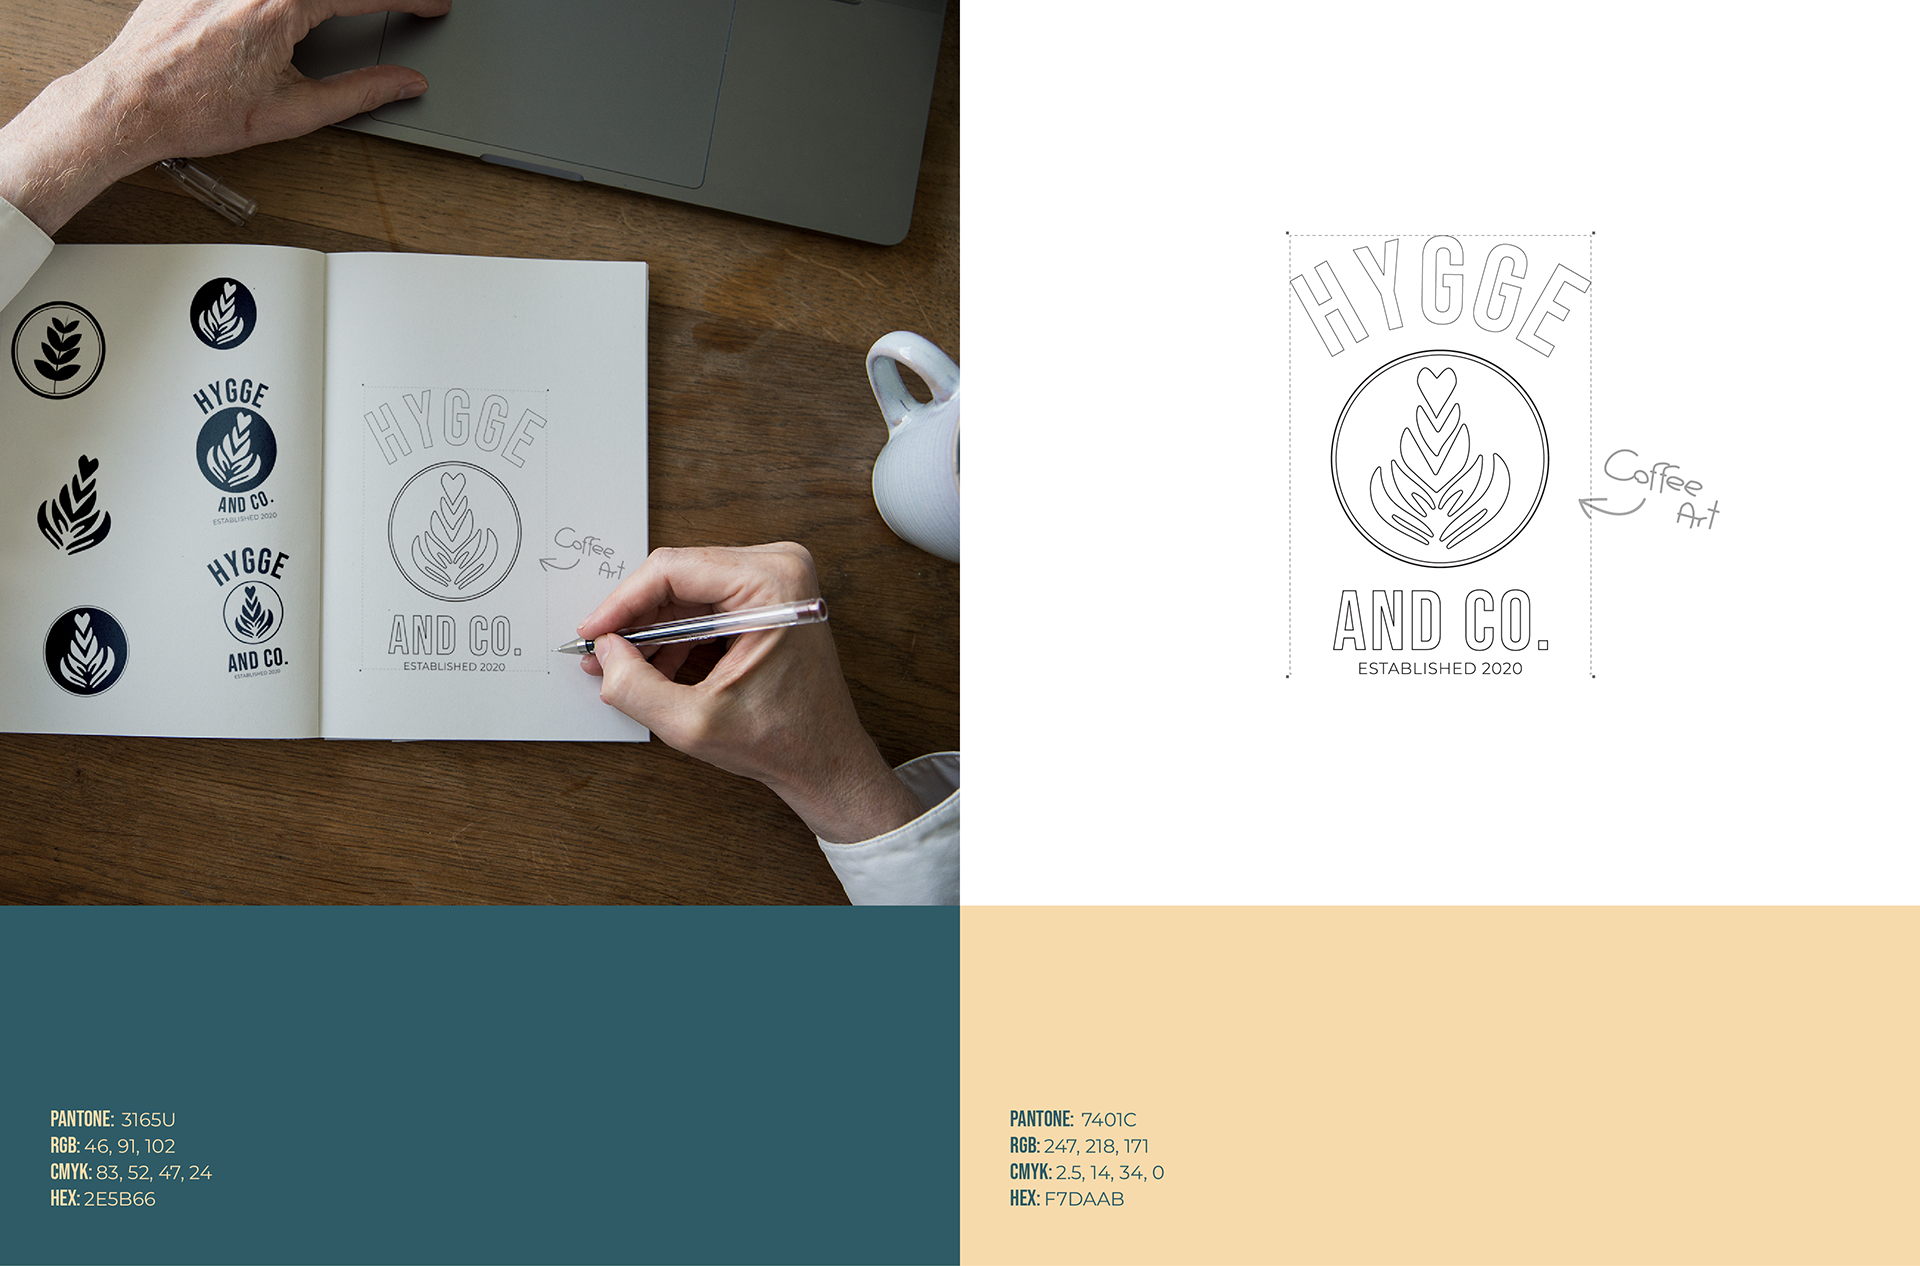 HYGGE
AND CO.
ESTABLISHED 2020
HYGGE
AND CO.
ESTABLISHED 2020
HYGGE
AND CO.
ESTABLISHED 2020
Coffee
Art
HYGGE
AND CO.
ESTABLISHED 2020
Coffee
Art
PANTONE: 3165U
RGB: 46, 91, 102
CMYK: 83, 52, 47, 24
HEX: 2E5B66
PANTONE: 7401C
RGB: 247, 218, 171
CMYK: 2.5, 14, 34, 0
HEX: F7DAAB